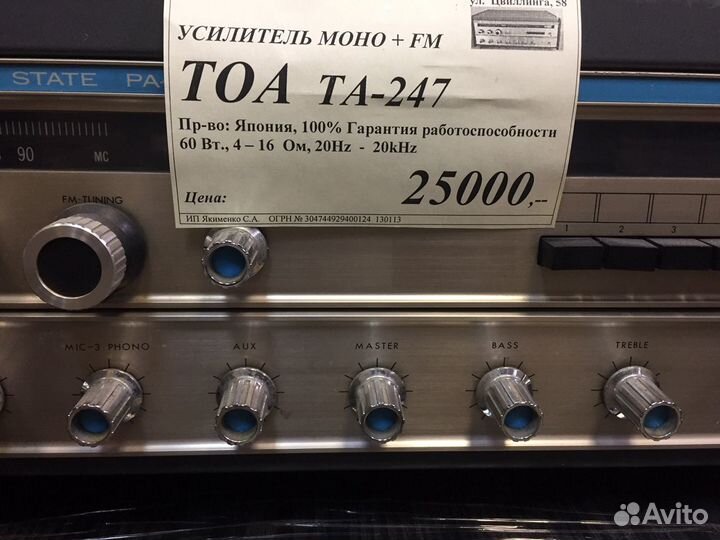 ул. Цвиллинга, 58
УСИЛИТЕЛЬ МОНО + FM
TOA TA-247
Пр-во: Япония, 100% Гарантия работоспособности
60 Вт., 4 – 16 Ом, 20Hz - 20kHz
Цена: 25000,--
ИП Якименко С.А. ОГРН № 304744929400124 130113
STATE PA-
90 MC
FM-TUNING
1 2 3
MIC-3 PHONO AUX MASTER BASS TREBLE
Avito